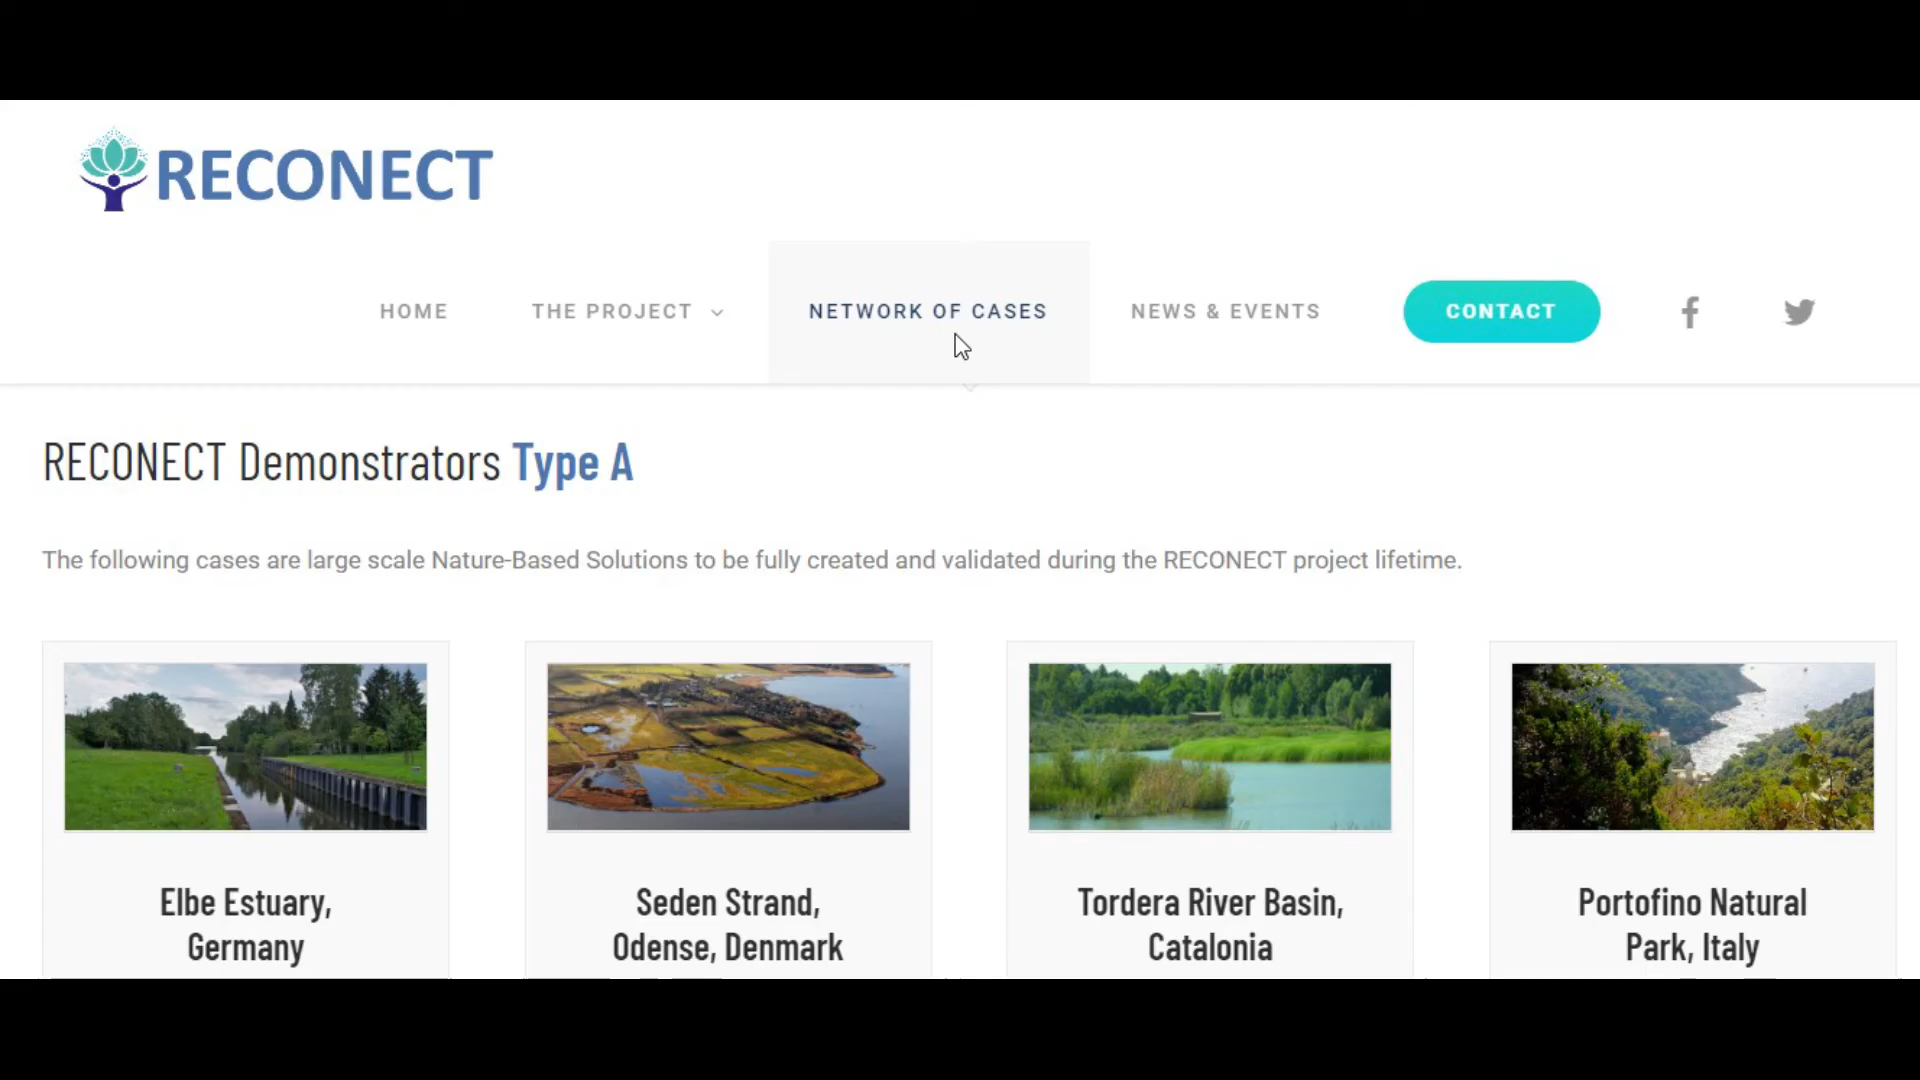 RECONECT
HOME
THE PROJECT
NETWORK OF CASES
NEWS & EVENTS
CONTACT
RECONECT Demonstrators Type A
The following cases are large scale Nature-Based Solutions to be fully created and validated during the RECONECT project lifetime.
Elbe Estuary,
Germany
Seden Strand,
Odense, Denmark
Tordera River Basin,
Catalonia
Portofino Natural
Park, Italy